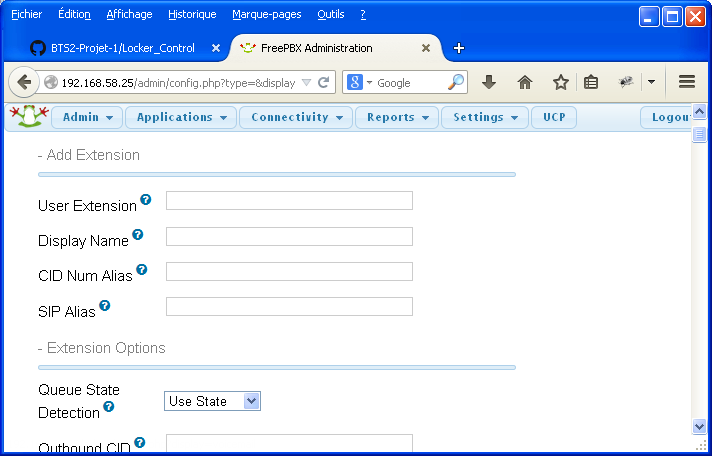 Fichier Édition Affichage Historique Marque-pages Outils ?
BTS2-Projet-1/Locker_Control FreePBX Administration
192.168.58.25/admin/config.php?type=&display Google
Admin Applications Connectivity Reports Settings UCP Logout
- Add Extension
User Extension ?
Display Name ?
CID Num Alias ?
SIP Alias ?
- Extension Options
Queue State
Detection ? Use State
Outbound CID ?